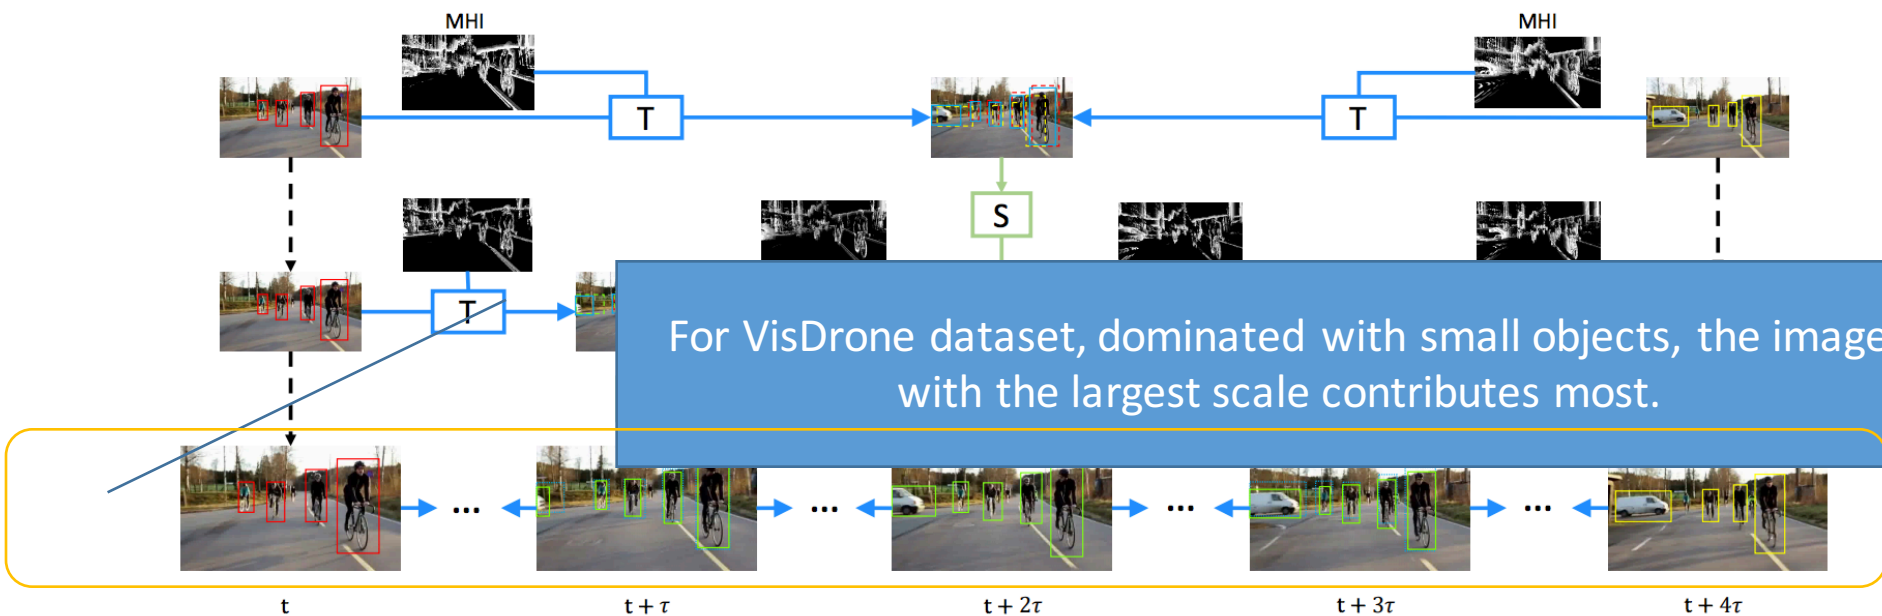 MHI
MHI
T
T
S
T
For VisDrone dataset, dominated with small objects, the image
with the largest scale contributes most.
... ... ... ...
t t + τ t + 2τ t + 3τ t + 4τ